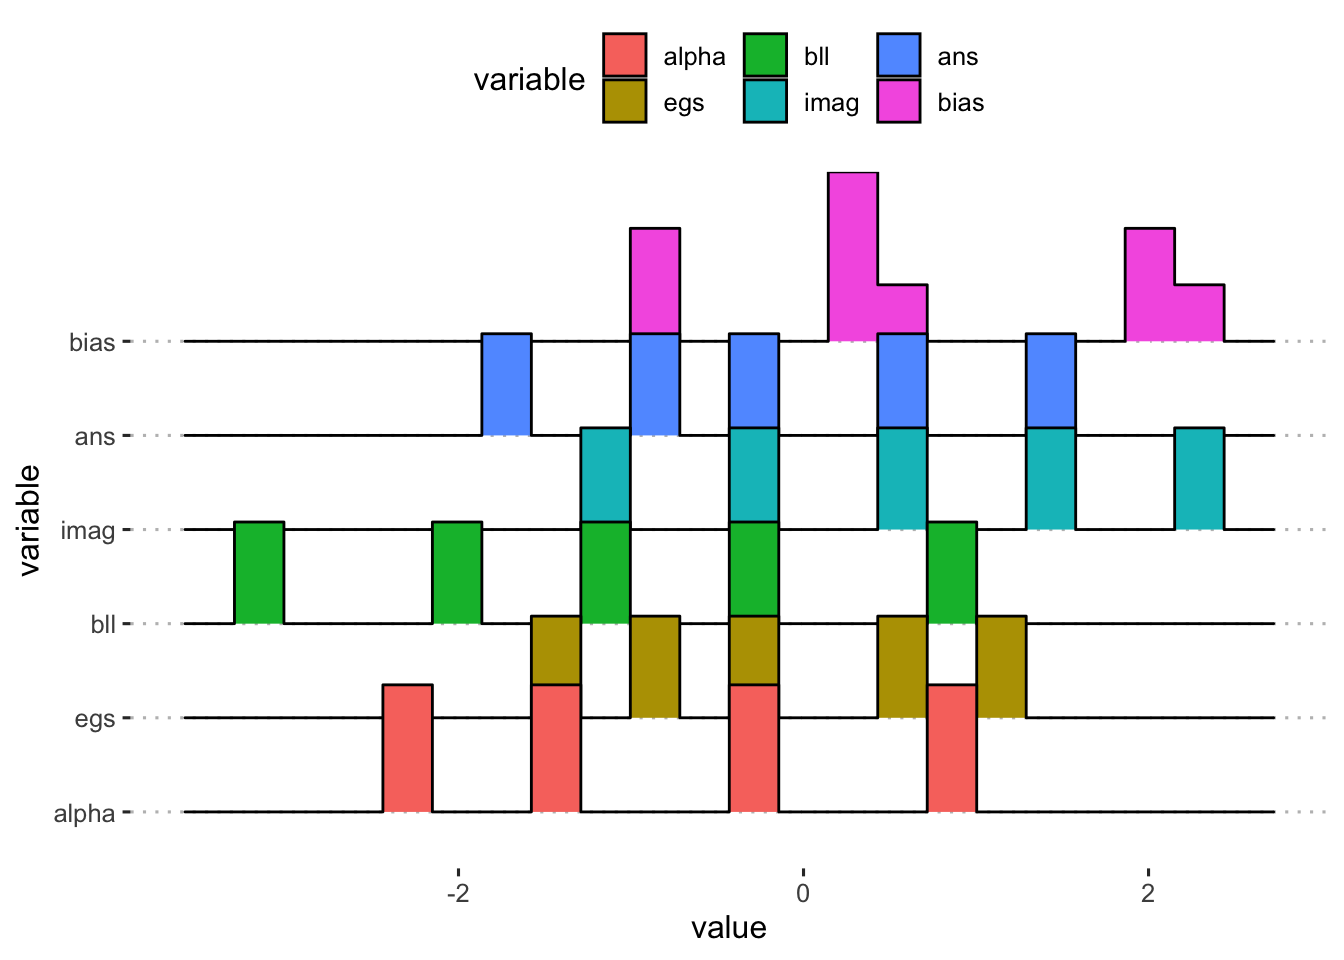 variable
alpha bll ans
egs imag bias
bias
ans
imag
bll
egs
alpha
variable
-2 0 2
value